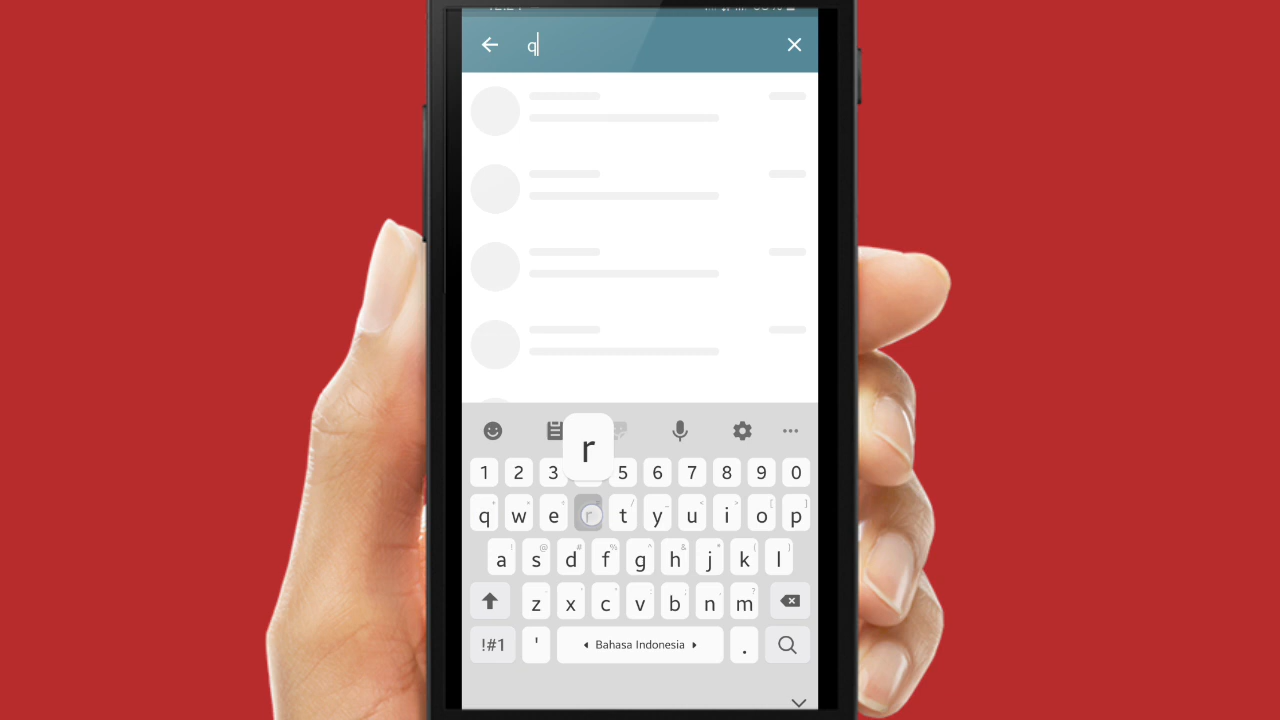 q
r
1 2 3 5 6 7 8 9 0
q w e r t y u i o p
a s d f g h j k l
z x c v b n m
!#1 ' Bahasa Indonesia .